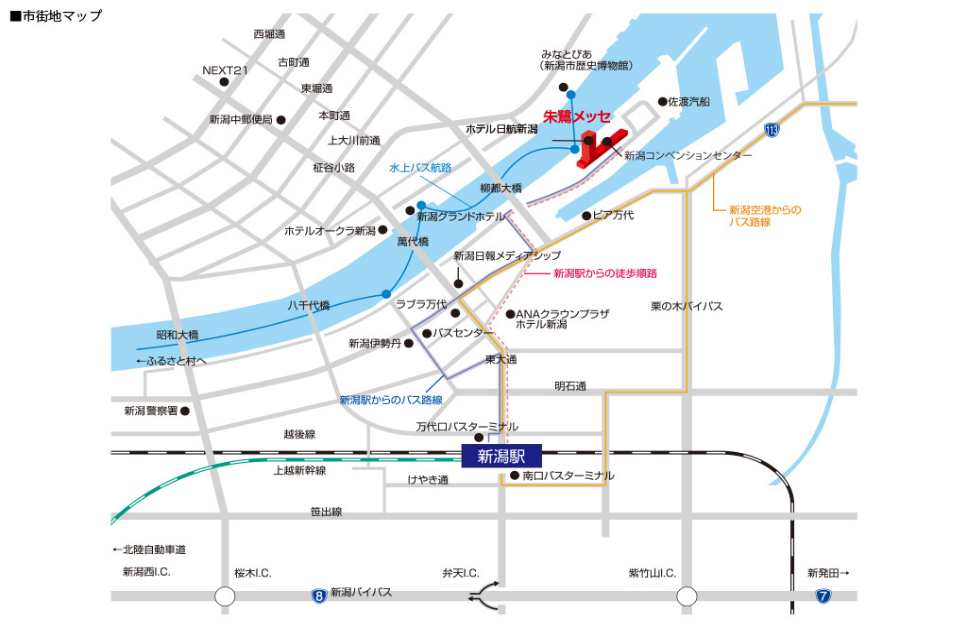 ■市街地マップ
西堀通
古町通
NEXT21
東堀通
本町通
新潟中郵便局
上大川前通
柾谷小路
みなとぴあ
（新潟市歴史博物館）
佐渡汽船
朱鷺メッセ
ホテル日航新潟
113
新潟コンベンションセンター
水上バス航路
柳都大橋
新潟グランドホテル
ピア万代
新潟空港からの
バス路線
ホテルオークラ新潟
萬代橋
新潟日報メディアシップ
新潟駅からの徒歩順路
八千代橋
ラブラ万代
栗の木バイパス
ANAクラウンプラザ
ホテル新潟
昭和大橋
バスセンター
新潟伊勢丹
←ふるさと村へ
東大通
明石通
新潟駅からのバス路線
新潟警察署
万代口バスターミナル
越後線
新潟駅
上越新幹線
けやき通
南口バスターミナル
笹出線
←北陸自動車道
新潟西I.C.
桜木I.C.
弁天I.C.
紫竹山I.C.
新発田→
8
新潟バイパス
7